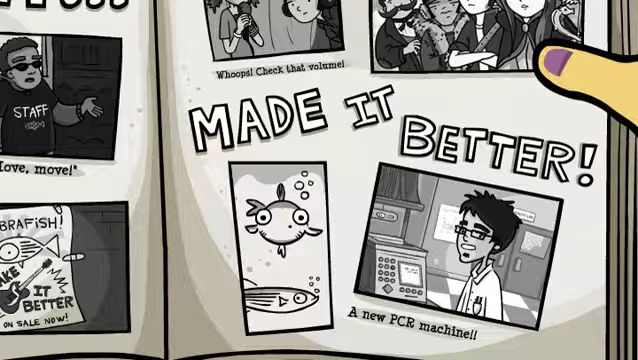 STAFF
love, move!"
BRAFISH!
AKE
IT
BETTER
ON SALE NOW!
Whoops! Check that volume!
MADE IT
BETTER!
A new PCR machine!!